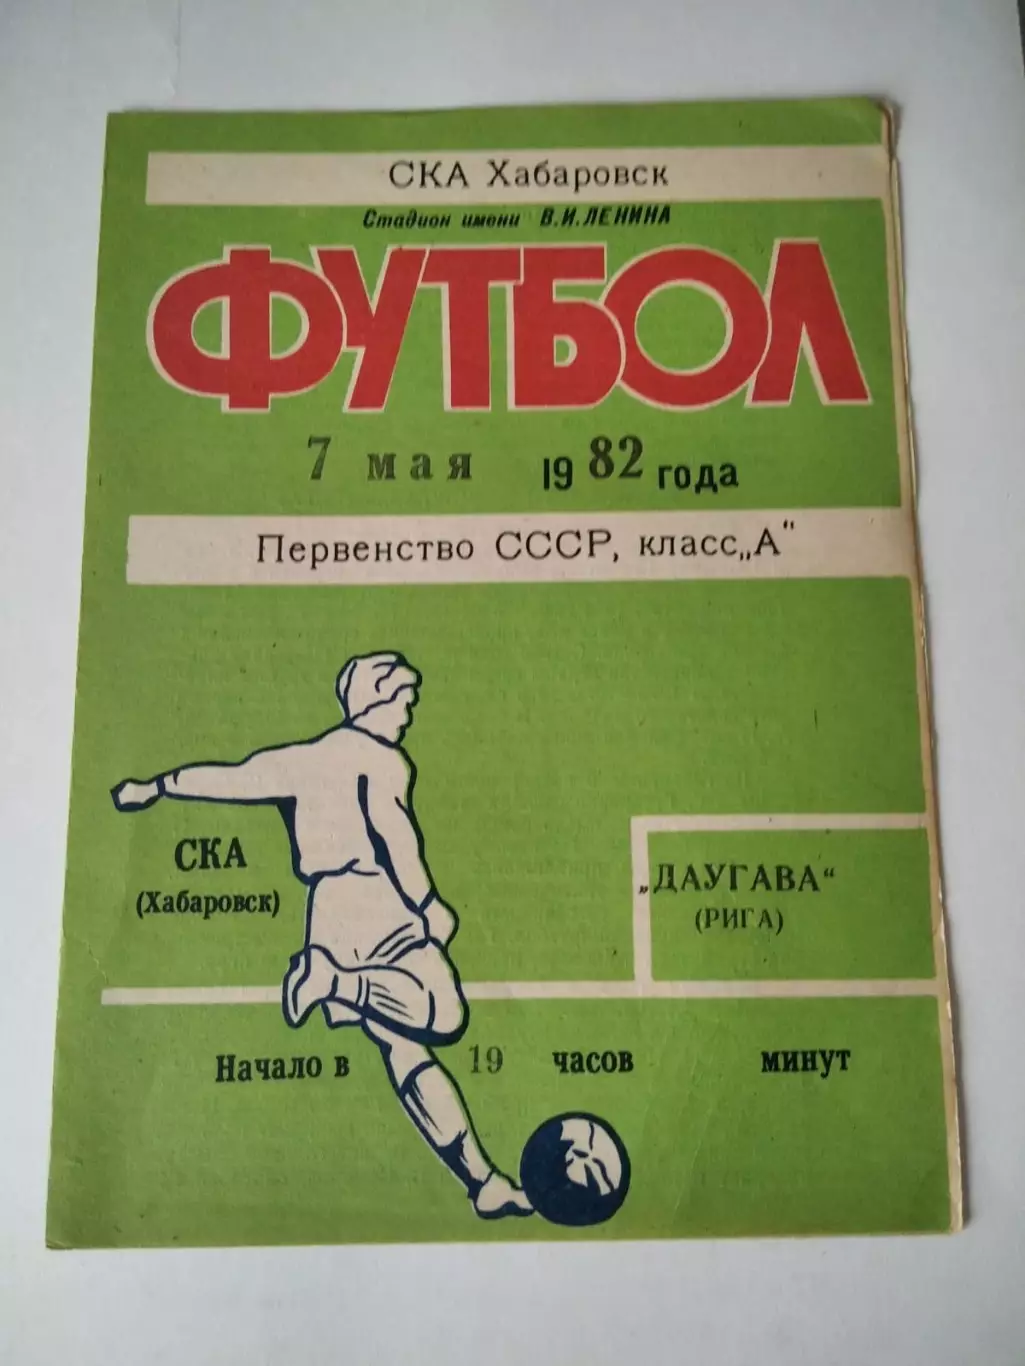 СКА Хабаровск
Стадион имени В.И.ЛЕНИНА
ФУТБОЛ
7 мая 1982 года
Первенство СССР, класс„А"
СКА
(Хабаровск)
„ДАУГАВА“
(РИГА)
Начало в 19 часов минут